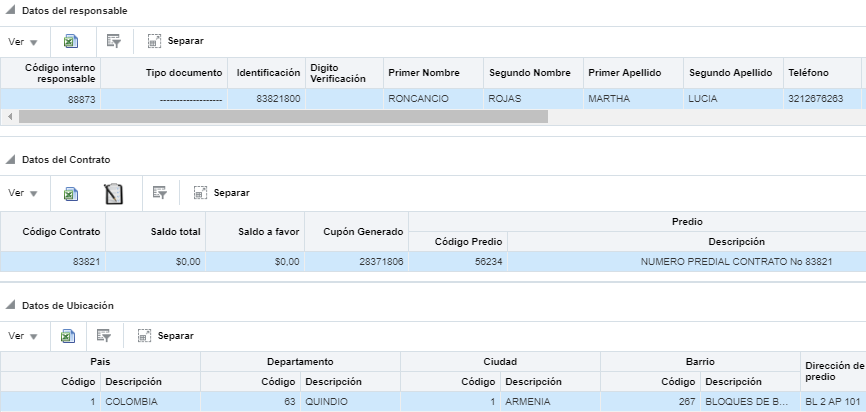 Datos del responsable
Ver Separar
Código interno responsable Tipo documento Identificación Digito Verificación Primer Nombre Segundo Nombre Primer Apellido Segundo Apellido Teléfono
88873 ------------------ 83821800 RONCANCIO ROJAS MARTHA LUCIA 3212676263
Datos del Contrato
Ver Separar
Código Contrato Saldo total Saldo a favor Cupón Generado Predio
Código Predio Descripción
83821 $0,00 $0,00 28371806 56234 NUMERO PREDIAL CONTRATO No 83821
Datos de Ubicación
Ver Separar
Pais Departamento Ciudad Barrio Dirección de predio
Código Descripción Código Descripción Código Descripción Código Descripción
1 COLOMBIA 63 QUINDIO 1 ARMENIA 267 BLOQUES DE B... BL 2 AP 101